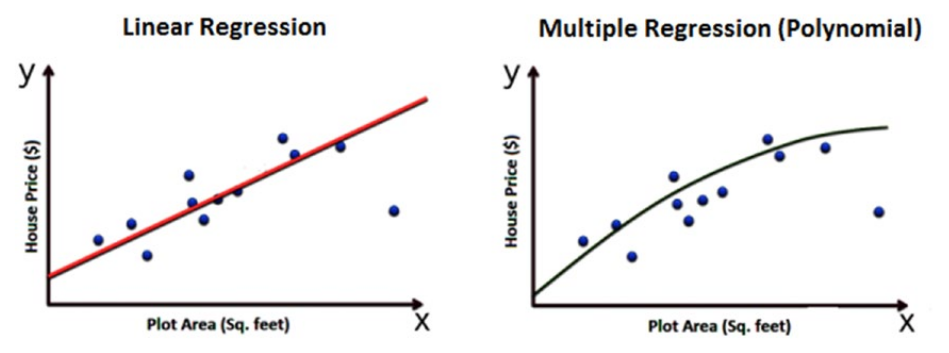 Linear Regression
y
House Price ($)
Plot Area (Sq. feet)
X
Multiple Regression (Polynomial)
y
House Price ($)
Plot Area (Sq. feet)
X